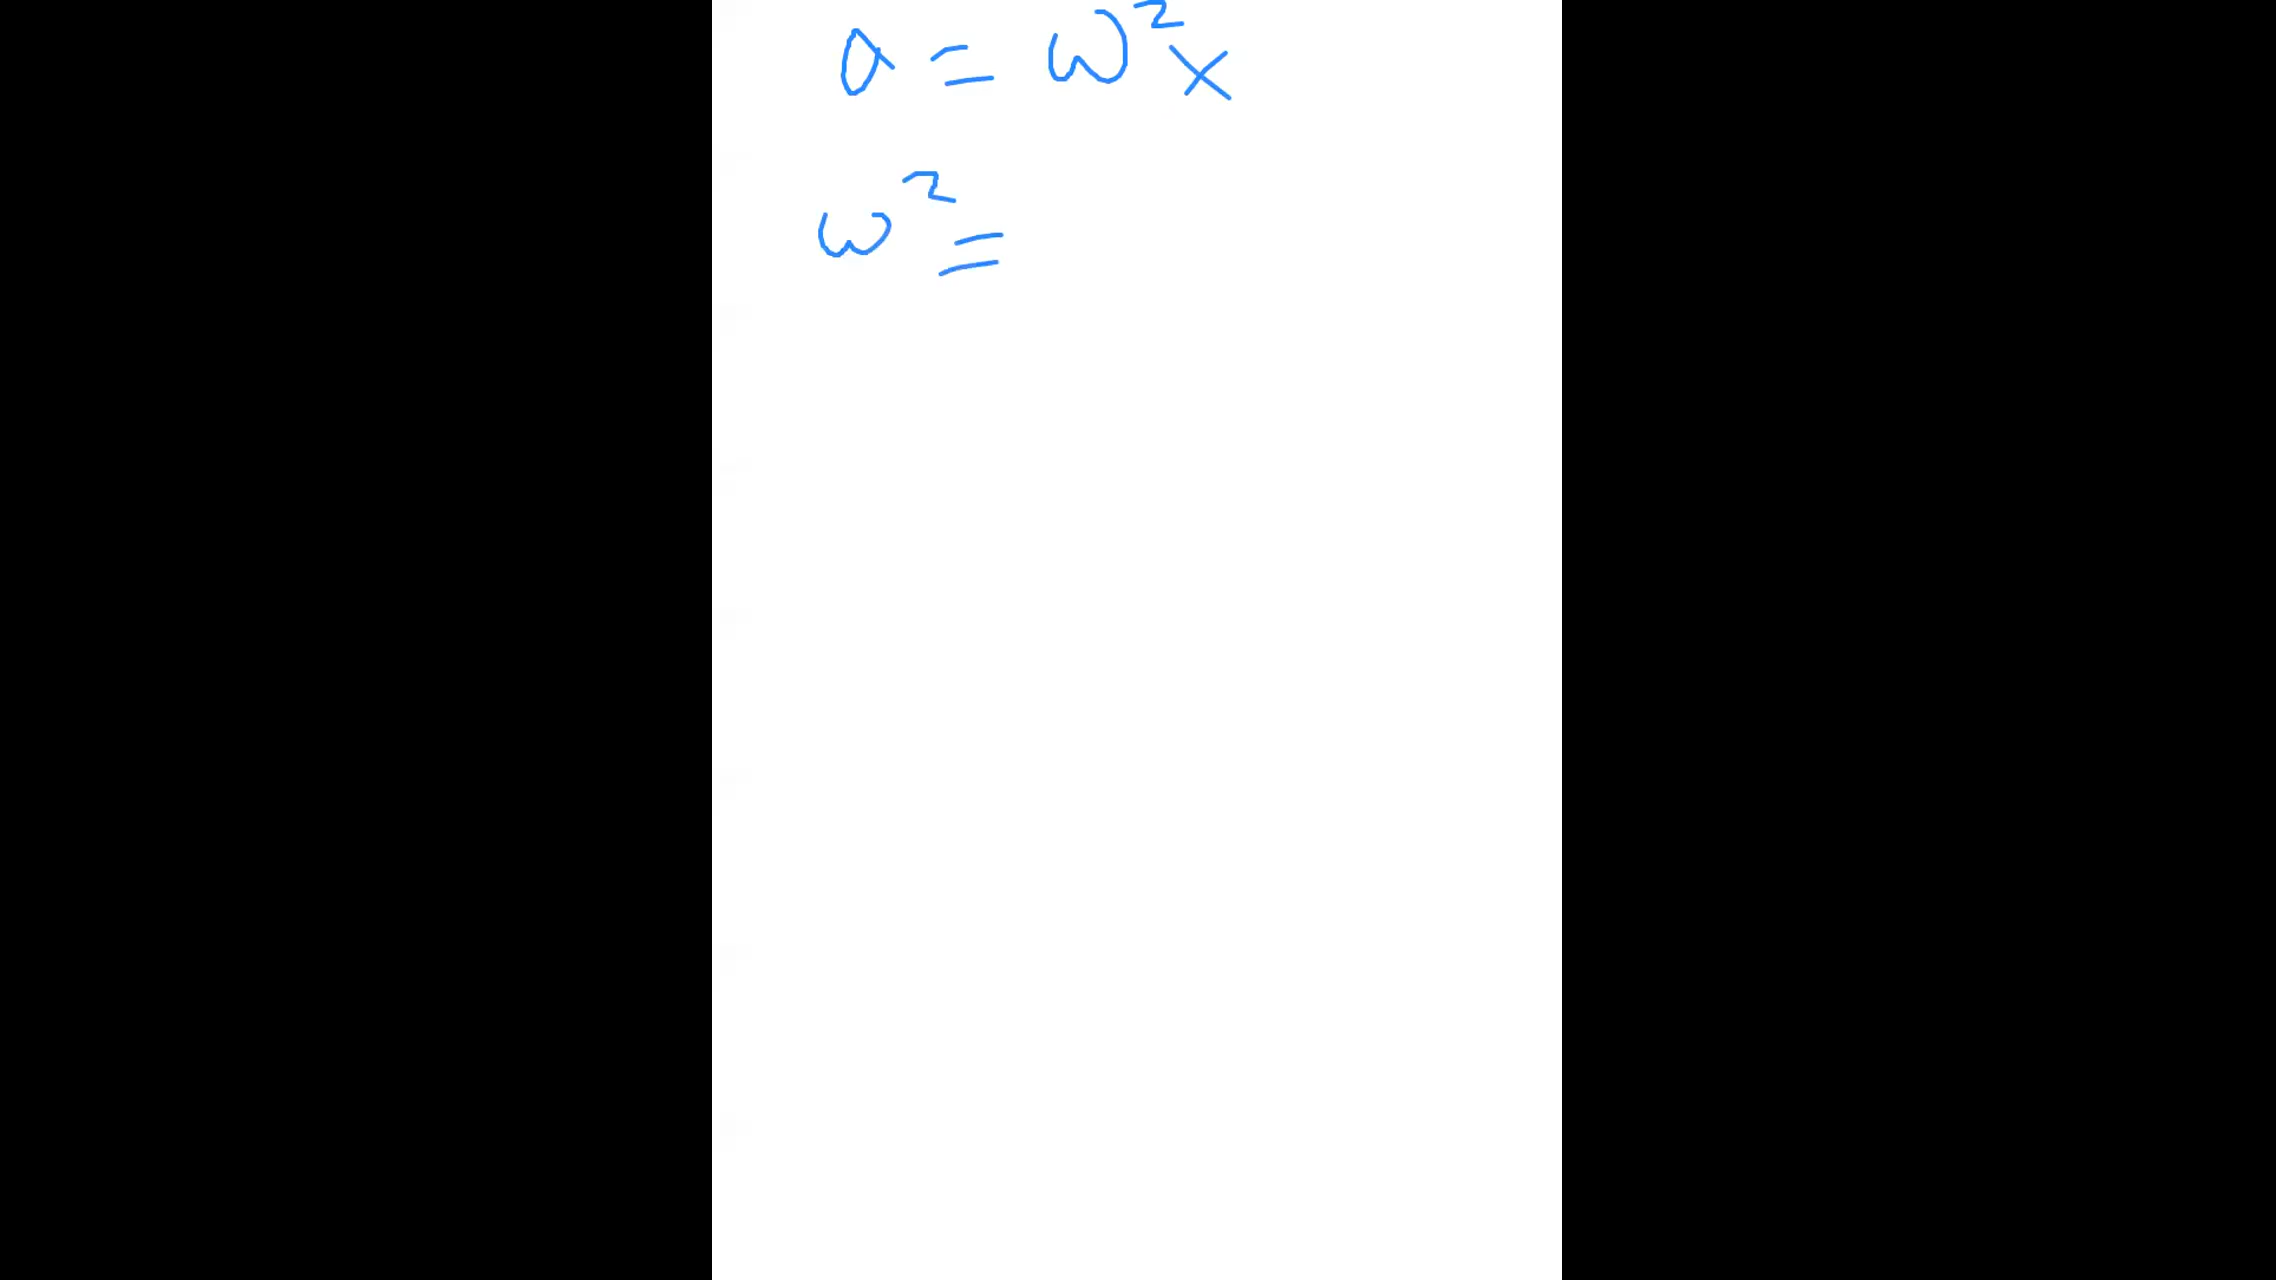 a = ω²x
ω² =